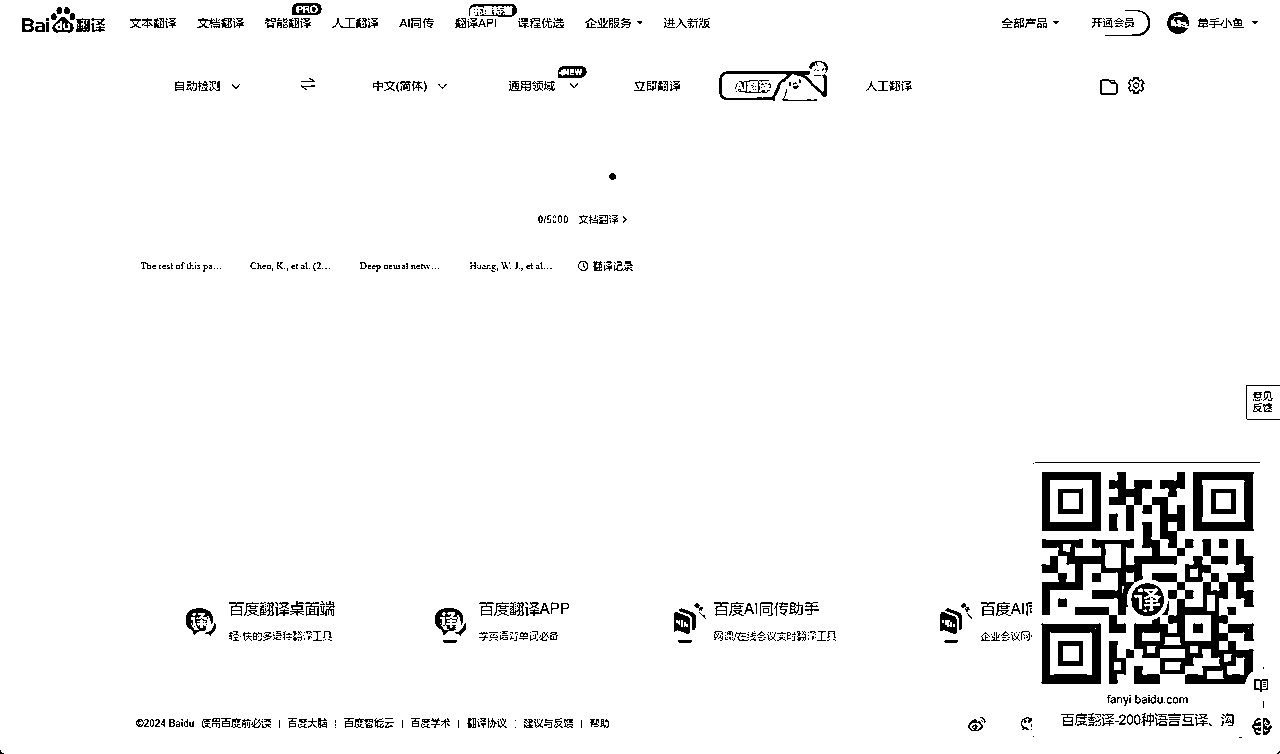 Bai 翻译 文本翻译 文档翻译 智能翻译 PRO 人工翻译 AI同传 翻译API 课程优选 企业服务 进入新版 全部产品 开通会员 单手小鱼
自动检测 中文(简体) 通用领域 NEW 立即翻译 AI翻译 人工翻译
0/5000 文档翻译
The rest of this pa... Chen, K., et al. (2... Deep neural netw... Huang, W. J., et al... 翻译记录
意见
反馈
百度翻译桌面端
轻·快的多语种翻译工具
百度翻译APP
学英语背单词必备
百度AI同传助手
网课/在线会议实时翻译工具
百度AI同
企业会议同
译
fanyi.baidu.com
百度翻译-200种语言互译、沟
©2024 Baidu 使用百度前必读 | 百度大脑 | 百度智能云 | 百度学术 | 翻译协议 | 建议与反馈 | 帮助